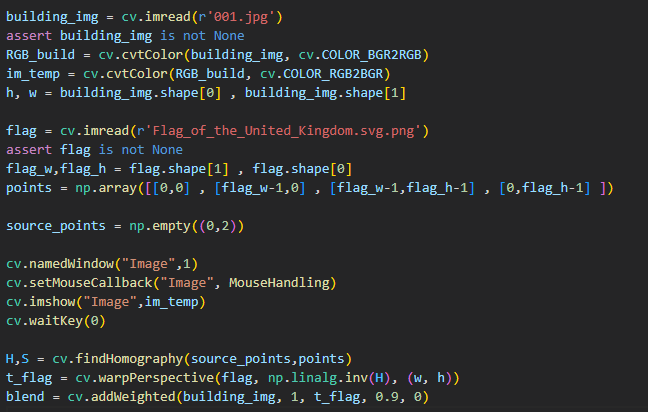 building_img = cv.imread(r'001.jpg')
assert building_img is not None
RGB_build = cv.cvtColor(building_img, cv.COLOR_BGR2RGB)
im_temp = cv.cvtColor(RGB_build, cv.COLOR_RGB2BGR)
h, w = building_img.shape[0] , building_img.shape[1]
flag = cv.imread(r'Flag_of_the_United_Kingdom.svg.png')
assert flag is not None
flag_w,flag_h = flag.shape[1] , flag.shape[0]
points = np.array([[0,0] , [flag_w-1,0] , [flag_w-1,flag_h-1] , [0,flag_h-1] ])
source_points = np.empty((0,2))
cv.namedWindow("Image",1)
cv.setMouseCallback("Image", MouseHandling)
cv.imshow("Image",im_temp)
cv.waitKey(0)
H,S = cv.findHomography(source_points,points)
t_flag = cv.warpPerspective(flag, np.linalg.inv(H), (w, h))
blend = cv.addWeighted(building_img, 1, t_flag, 0.9, 0)